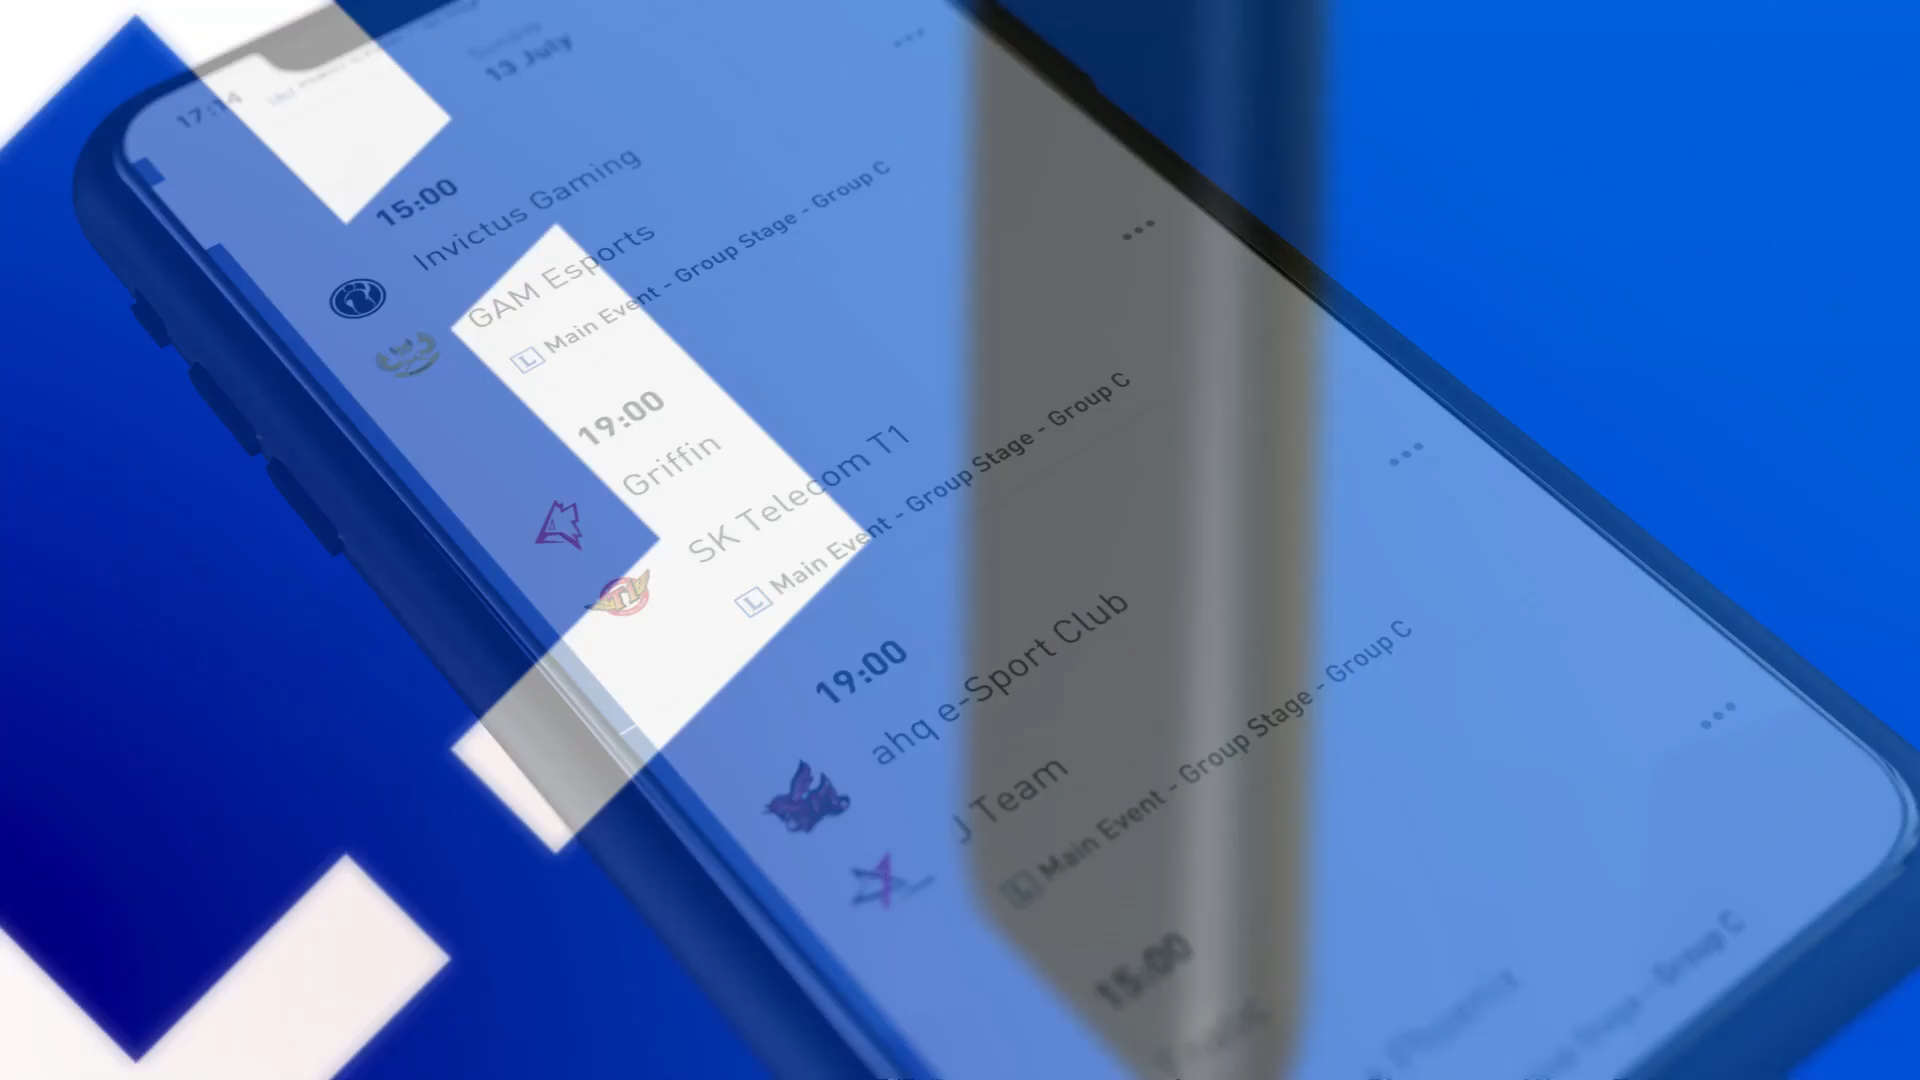 13 July
17:14
15:00
Invictus Gaming
GAM Esports
L Main Event - Group Stage - Group C
19:00
Griffin
SK Telecom T1
L Main Event - Group Stage - Group C
19:00
ahq e-Sport Club
J Team
L Main Event - Group Stage - Group C
15:00
Stage - Group C